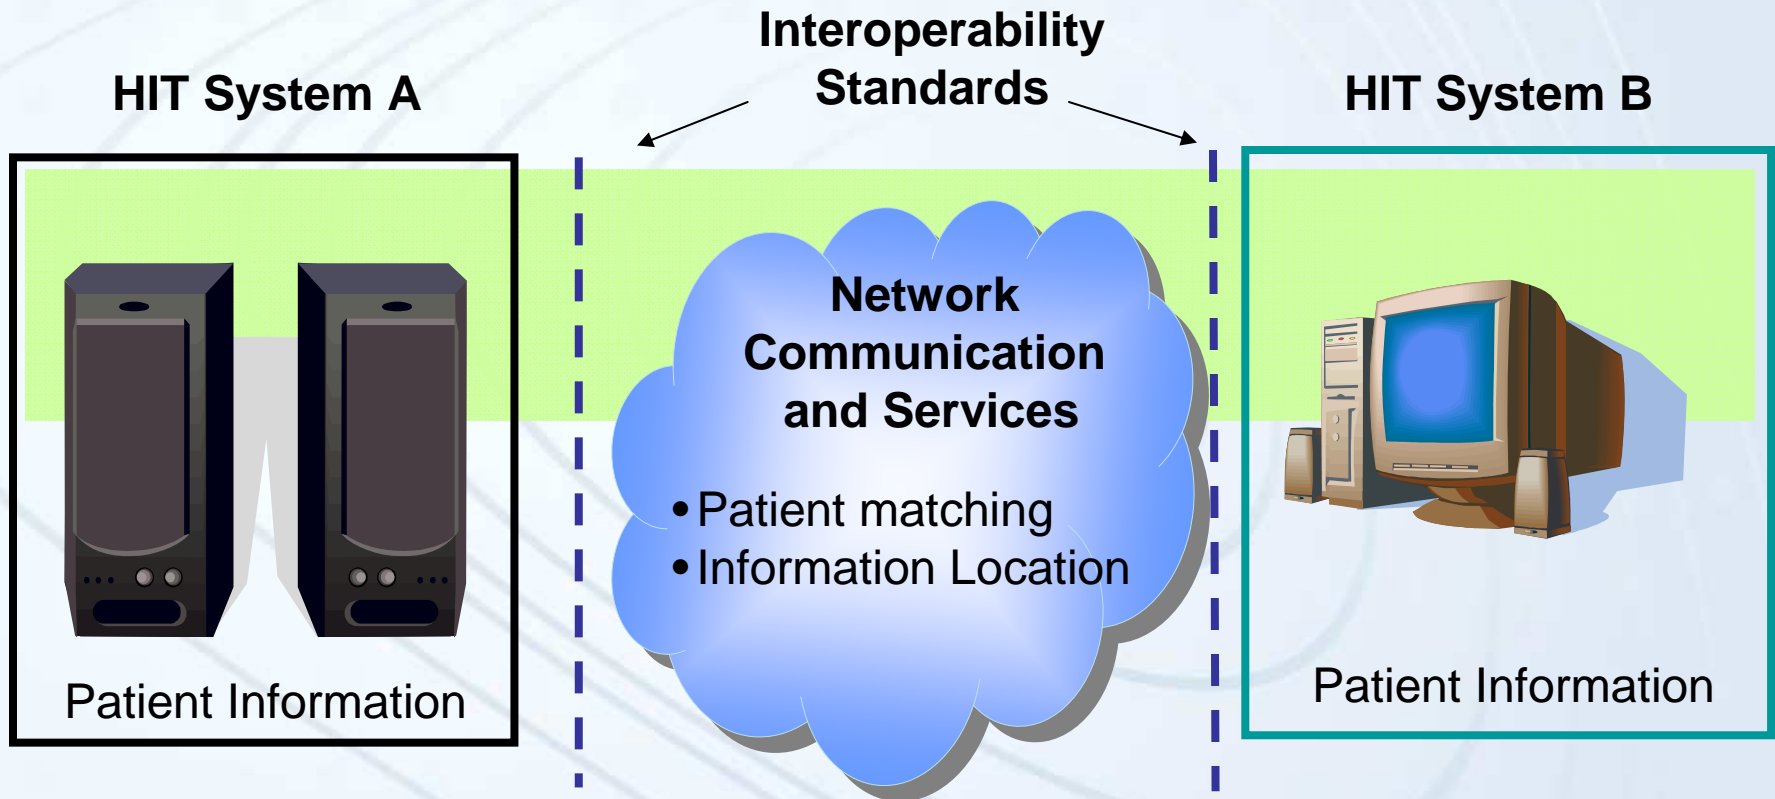 Interoperability
Standards
HIT System A
HIT System B
Network
Communication
and Services
•Patient matching
•Information Location
Patient Information
Patient Information